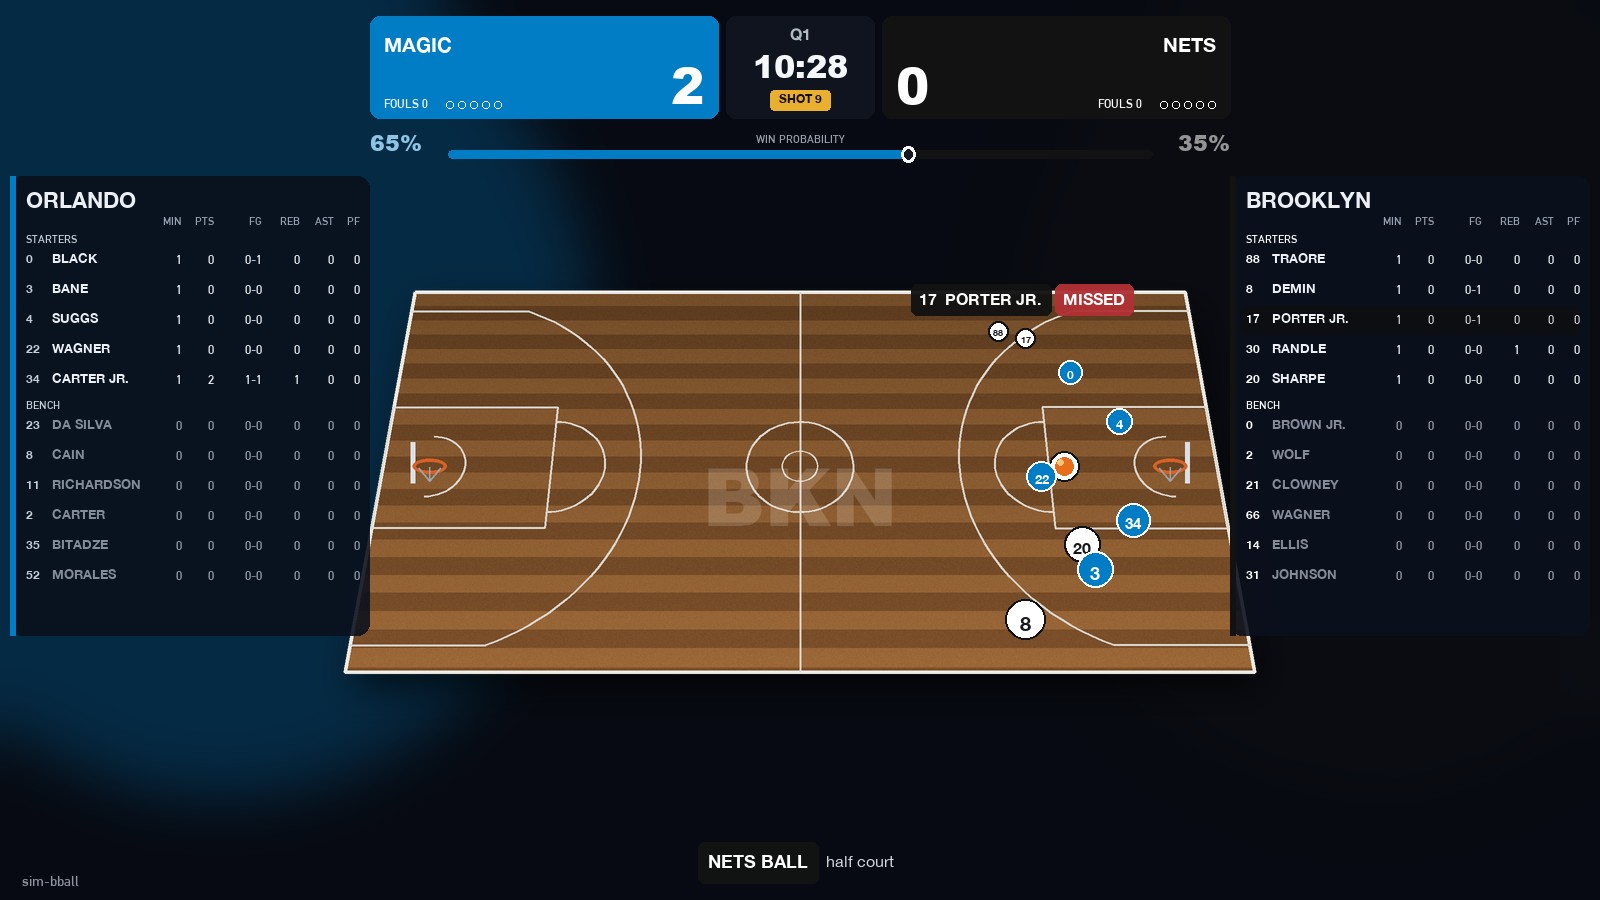 MAGIC
2
FOULS 0
Q1
10:28
SHOT 9
NETS
0
FOULS 0
65%
WIN PROBABILITY
35%
ORLANDO
MIN PTS FG REB AST PF
STARTERS
0 BLACK 1 0 0-1 0 0 0
3 BANE 1 0 0-0 0 0 0
4 SUGGS 1 0 0-0 0 0 0
22 WAGNER 1 0 0-0 0 0 0
34 CARTER JR. 1 2 1-1 1 0 0
BENCH
23 DA SILVA 0 0 0-0 0 0 0
8 CAIN 0 0 0-0 0 0 0
11 RICHARDSON 0 0 0-0 0 0 0
2 CARTER 0 0 0-0 0 0 0
35 BITADZE 0 0 0-0 0 0 0
52 MORALES 0 0 0-0 0 0 0
BROOKLYN
MIN PTS FG REB AST PF
STARTERS
88 TRAORE 1 0 0-0 0 0 0
8 DEMIN 1 0 0-1 0 0 0
17 PORTER JR. 1 0 0-1 0 0 0
30 RANDLE 1 0 0-0 1 0 0
20 SHARPE 1 0 0-0 0 0 0
BENCH
0 BROWN JR. 0 0 0-0 0 0 0
2 WOLF 0 0 0-0 0 0 0
21 CLOWNEY 0 0 0-0 0 0 0
66 WAGNER 0 0 0-0 0 0 0
14 ELLIS 0 0 0-0 0 0 0
31 JOHNSON 0 0 0-0 0 0 0
17 PORTER JR. MISSED
88
17
0
4
22
34
20
3
8
BKN
NETS BALL half court
sim-bball